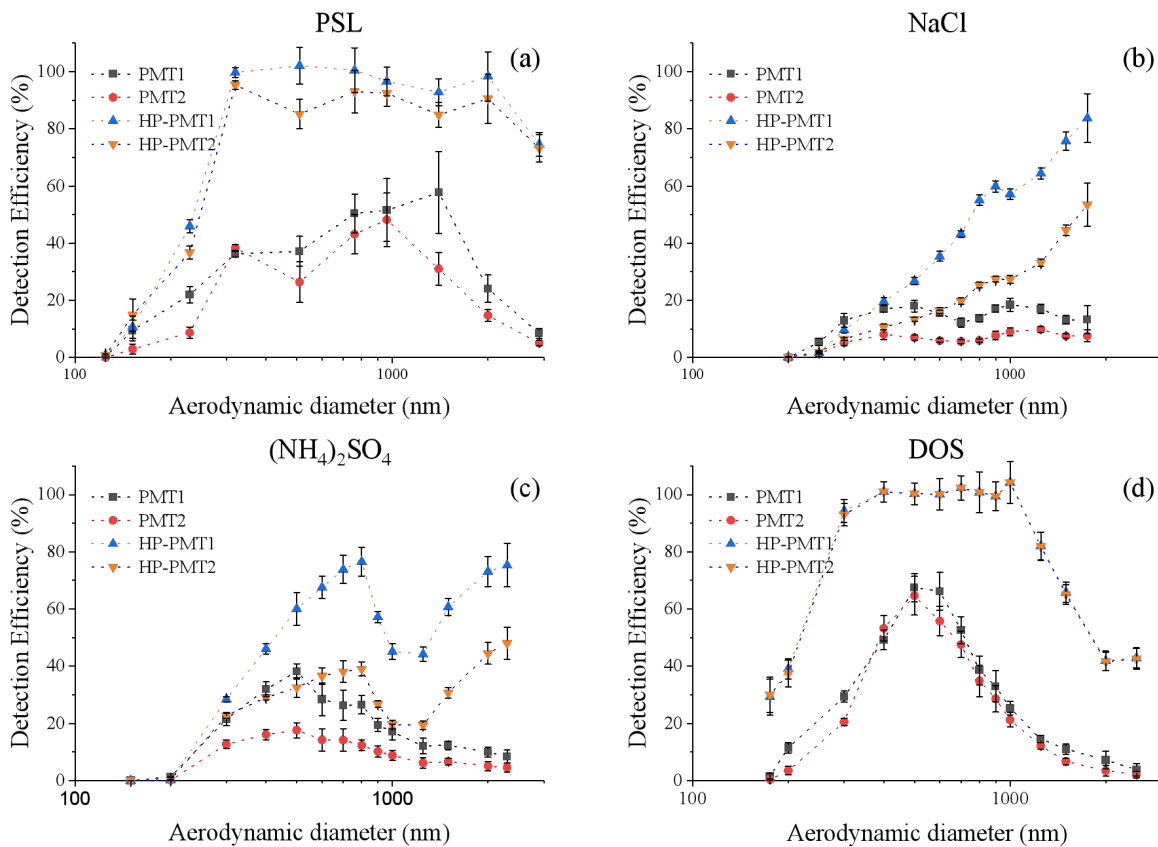 PSL
(a)
PMT1
PMT2
HP-PMT1
HP-PMT2
Detection Efficiency (%)
100
80
60
40
20
0
100
1000
Aerodynamic diameter (nm)
NaCl
(b)
PMT1
PMT2
HP-PMT1
HP-PMT2
Detection Efficiency (%)
100
80
60
40
20
0
100
1000
Aerodynamic diameter (nm)
(NH₄)₂SO₄
(c)
PMT1
PMT2
HP-PMT1
HP-PMT2
Detection Efficiency (%)
100
80
60
40
20
0
100
1000
Aerodynamic diameter (nm)
DOS
(d)
PMT1
PMT2
HP-PMT1
HP-PMT2
Detection Efficiency (%)
100
80
60
40
20
0
100
1000
Aerodynamic diameter (nm)